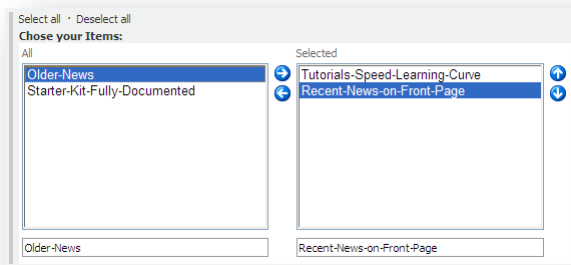 Select all · Deselect all
Chose your Items:
All
Selected
Older-News
Starter-Kit-Fully-Documented
Tutorials-Speed-Learning-Curve
Recent-News-on-Front-Page
Older-News
Recent-News-on-Front-Page